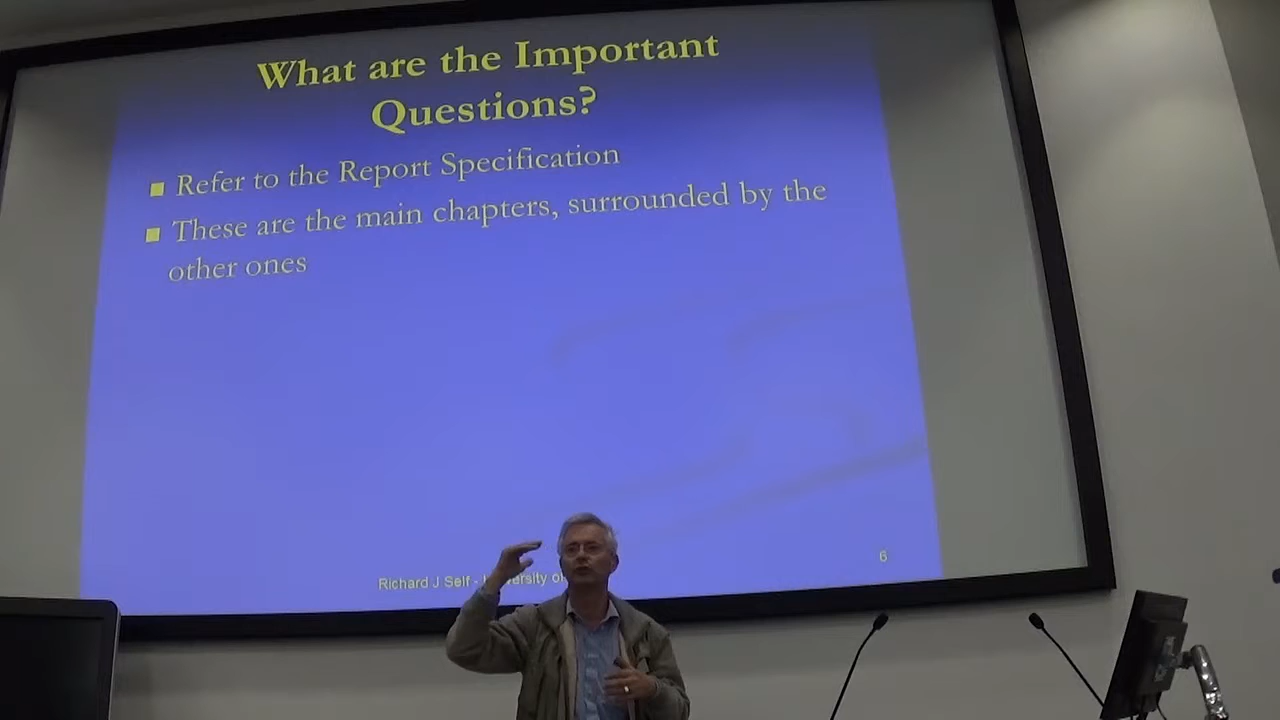 What are the Important
Questions?
Refer to the Report Specification
These are the main chapters, surrounded by the
other ones
Richard J Self - of
6